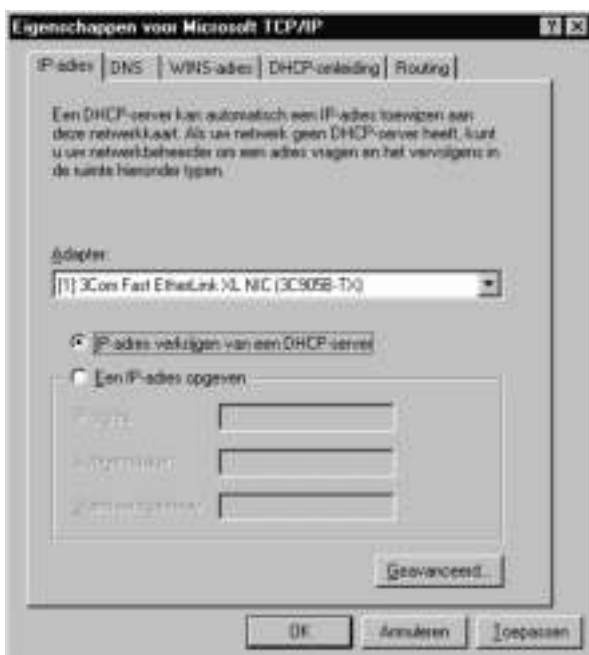 Eigenschappen voor Microsoft TCP/IP
IP-adres DNS WINS-adres DHCP-omleiding Routing
Een DHCP-server kan automatisch een IP-adres toewijzen aan
deze netwerkkaart. Als uw netwerk geen DHCP-server heeft, kunt
u uw netwerkbeheerder om een adres vragen en het vervolgens in
de ruimte hieronder typen.
Adapter:
[1] 3Com Fast EtherLink XL NIC (3C905B-TX)
IP-adres verkrijgen van een DHCP-server
Een IP-adres opgeven
Geavanceerd...
OK Annuleren Toepassen